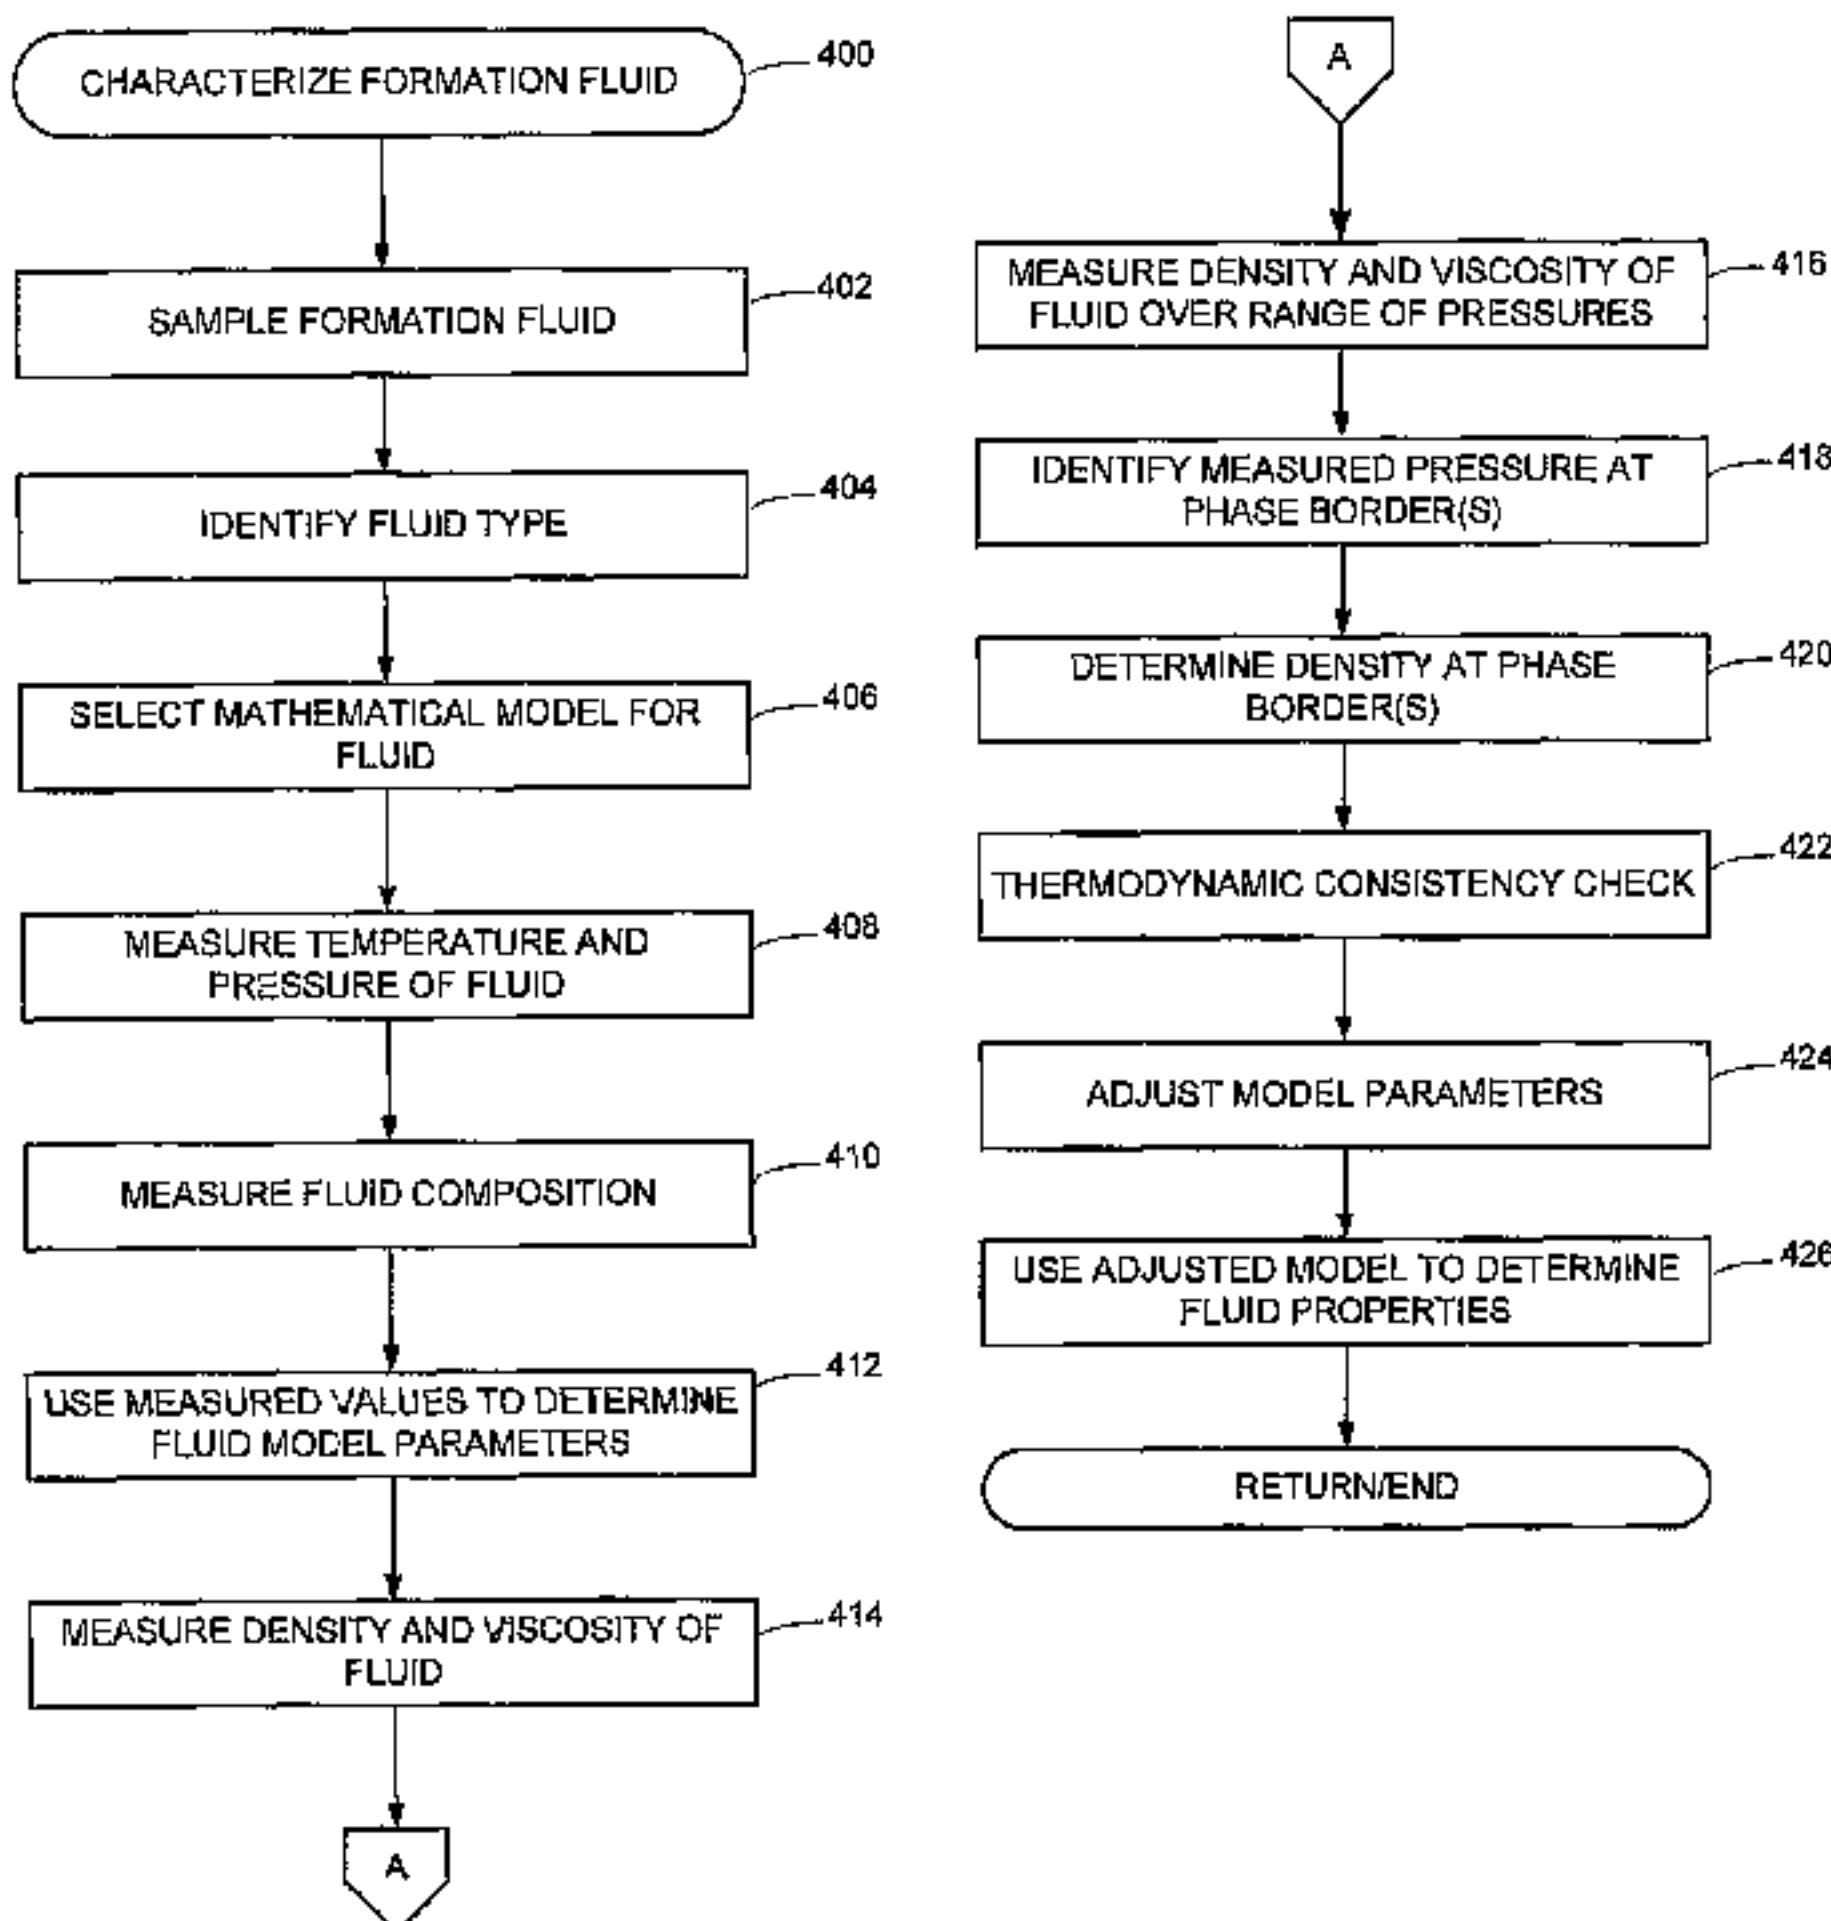 CHARACTERIZE FORMATION FLUID
400
SAMPLE FORMATION FLUID
402
IDENTIFY FLUID TYPE
404
SELECT MATHEMATICAL MODEL FOR
FLUID
406
MEASURE TEMPERATURE AND
PRESSURE OF FLUID
408
MEASURE FLUID COMPOSITION
410
USE MEASURED VALUES TO DETERMINE
FLUID MODEL PARAMETERS
412
MEASURE DENSITY AND VISCOSITY OF
FLUID
414
A
A
MEASURE DENSITY AND VISCOSITY OF
FLUID OVER RANGE OF PRESSURES
416
IDENTIFY MEASURED PRESSURE AT
PHASE BORDER(S)
418
DETERMINE DENSITY AT PHASE
BORDER(S)
420
THERMODYNAMIC CONSISTENCY CHECK
422
ADJUST MODEL PARAMETERS
424
USE ADJUSTED MODEL TO DETERMINE
FLUID PROPERTIES
426
RETURN/END